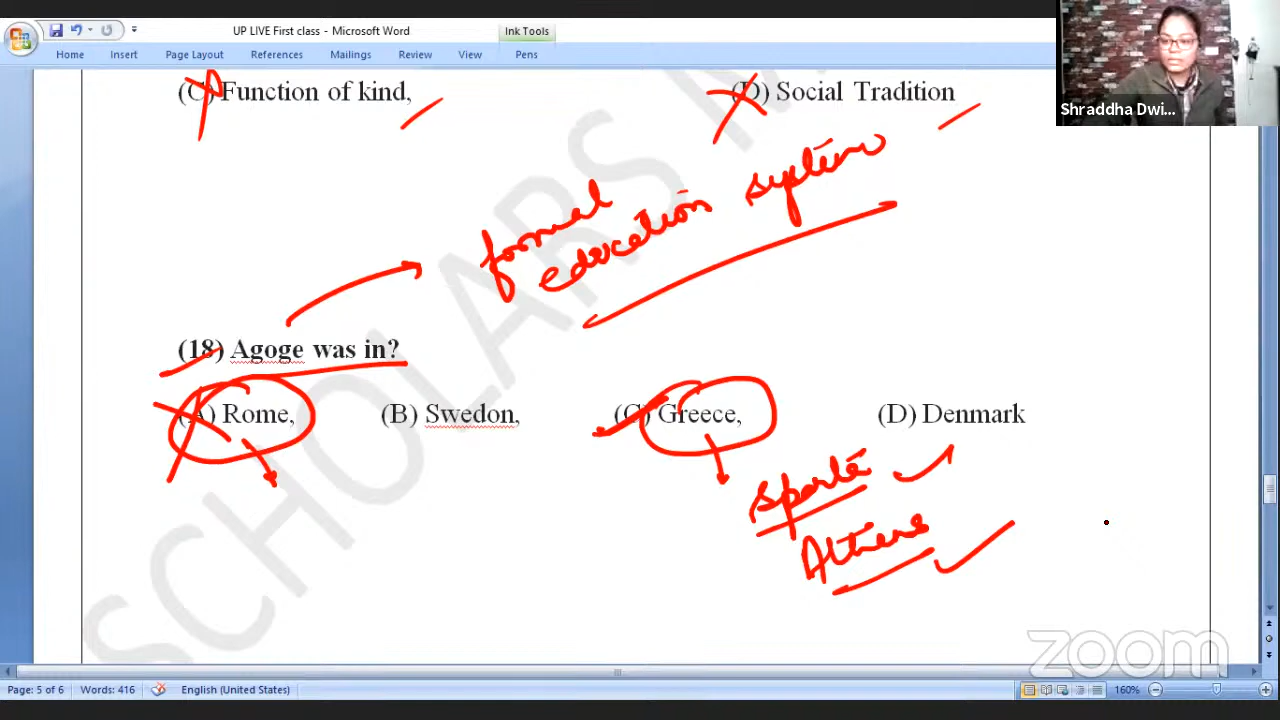 UP LIVE First class - Microsoft Word
Ink Tools
Home Insert Page Layout References Mailings Review View Pens
(C) Function of kind, (D) Social Tradition
Shraddha Dwi...
formal
education system
(18) Agoge was in?
(A) Rome, (B) Swedon, (C) Greece, (D) Denmark
Sparta
Athens
SCHOLARS
zoom
Page: 5 of 6 Words: 416 English (United States) 160%